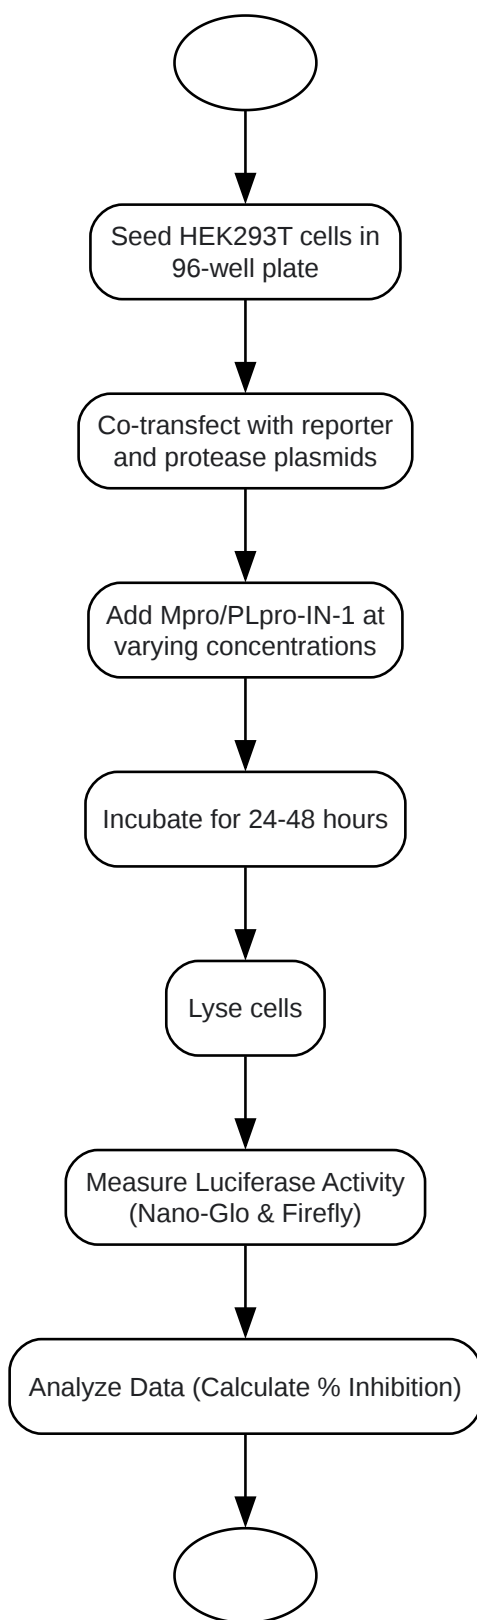 Seed HEK293T cells in
96-well plate
Co-transfect with reporter
and protease plasmids
Add Mpro/PLpro-IN-1 at
varying concentrations
Incubate for 24-48 hours
Lyse cells
Measure Luciferase Activity
(Nano-Glo & Firefly)
Analyze Data (Calculate % Inhibition)